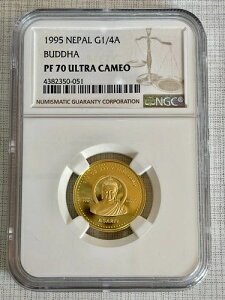 1995 NEPAL G1/4A
BUDDHA
PF 70 ULTRA CAMEO
4382350-051
NUMISMATIC GUARANTY CORPORATION
NGC